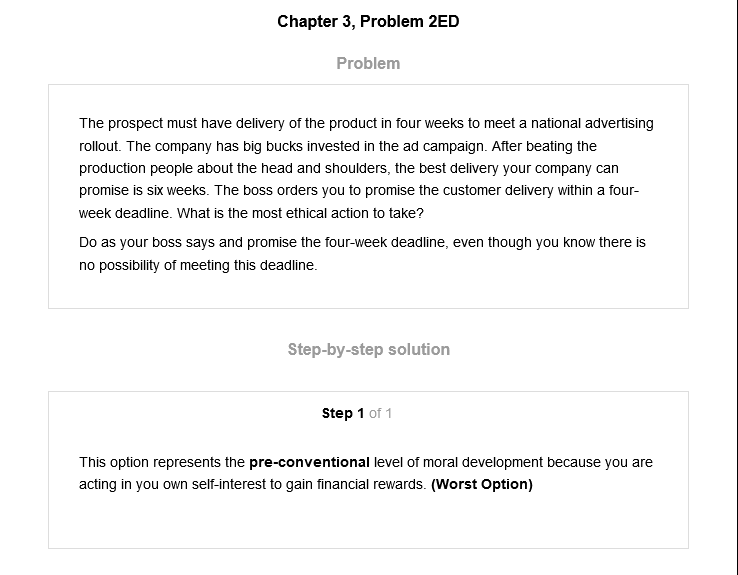 Chapter 3, Problem 2ED
Problem
The prospect must have delivery of the product in four weeks to meet a national advertising
rollout. The company has big bucks invested in the ad campaign. After beating the
production people about the head and shoulders, the best delivery your company can
promise is six weeks. The boss orders you to promise the customer delivery within a four-
week deadline. What is the most ethical action to take?
Do as your boss says and promise the four-week deadline, even though you know there is
no possibility of meeting this deadline.
Step-by-step solution
Step 1 of 1
This option represents the pre-conventional level of moral development because you are
acting in you own self-interest to gain financial rewards. (Worst Option)